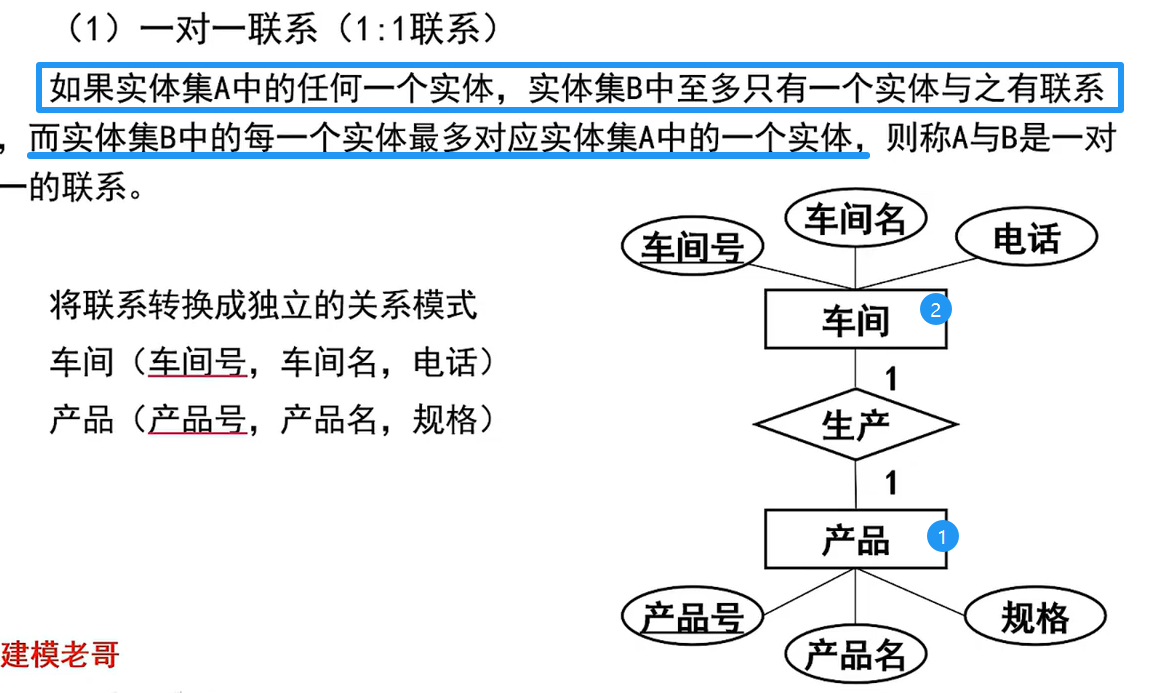 （1）一对一联系（1:1联系）
如果实体集A中的任何一个实体，实体集B中至多只有一个实体与之有联系
，而实体集B中的每一个实体最多对应实体集A中的一个实体，则称A与B是一对
一的联系。
车间名
车间号
电话
将联系转换成独立的关系模式
车间
2
车间（车间号，车间名，电话）
1
产品（产品号，产品名，规格）
生产
1
产品
1
产品号
规格
产品名
建模老哥